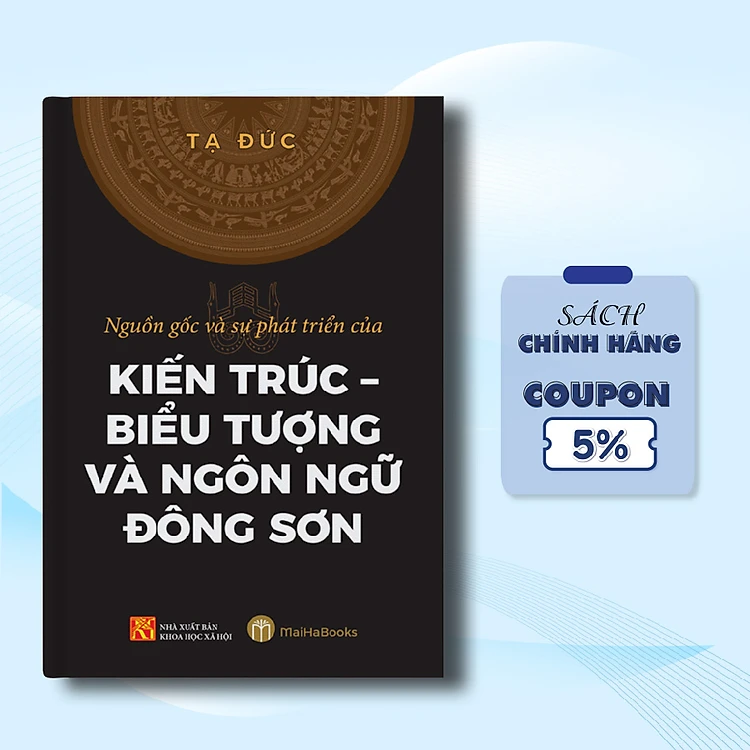 TẠ ĐỨC
Nguồn gốc và sự phát triển của
KIẾN TRÚC –
BIỂU TƯỢNG
VÀ NGÔN NGỮ
ĐÔNG SƠN
NHÀ XUẤT BẢN
KHOA HỌC XÃ HỘI
MaiHaBooks
SÁCH
CHÍNH HÃNG
COUPON
5%